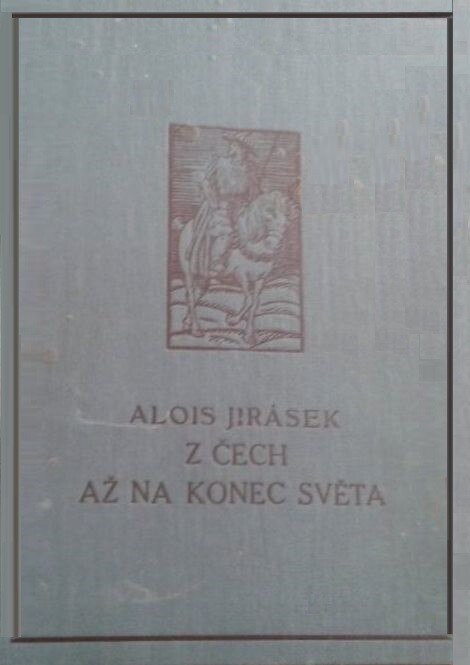 ALOIS JIRÁSEK
Z ČECH
AŽ NA KONEC SVĚTA